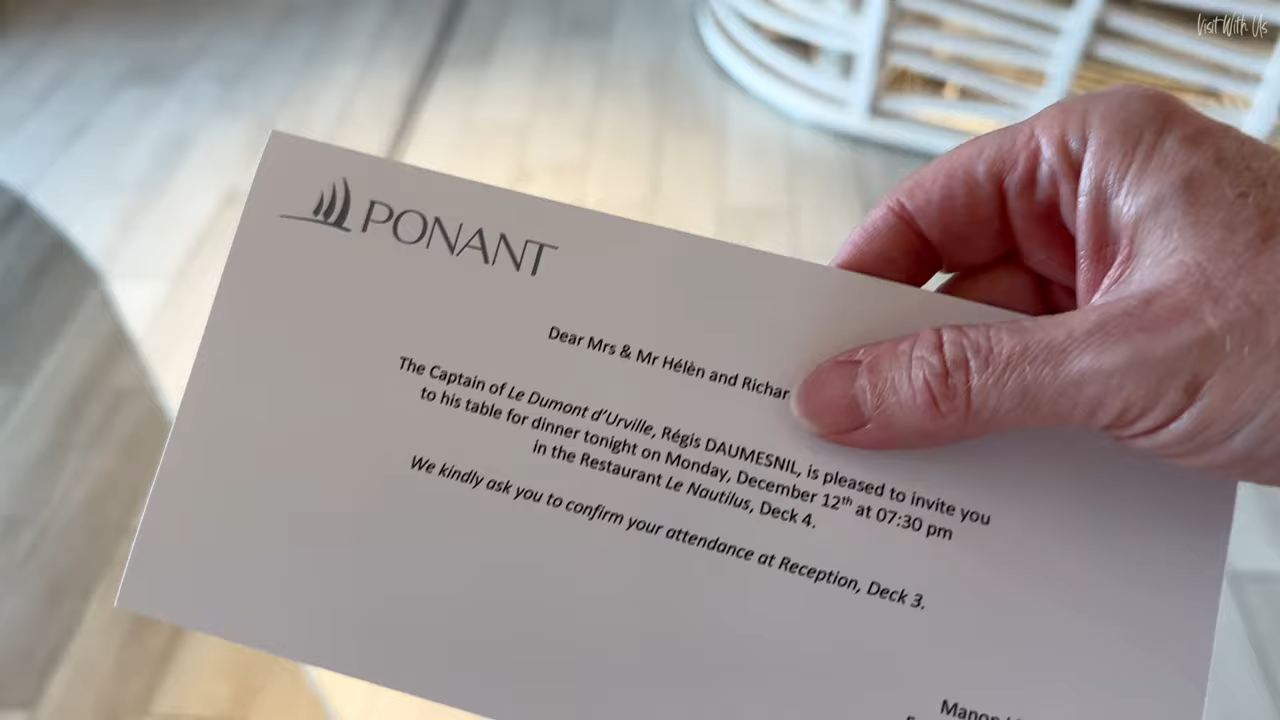 Visit With Us
PONANT
Dear Mrs & Mr Hélèn and Richar
The Captain of Le Dumont d'Urville, Régis DAUMESNIL, is pleased to invite you
to his table for dinner tonight on Monday, December 12th at 07:30 pm
in the Restaurant Le Nautilus, Deck 4.
We kindly ask you to confirm your attendance at Reception, Deck 3.
Manon